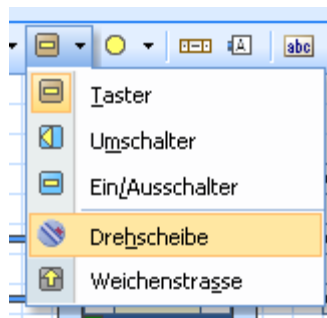 abc
Taster
Umschalter
Ein/Ausschalter
Drehscheibe
Weichenstrasse